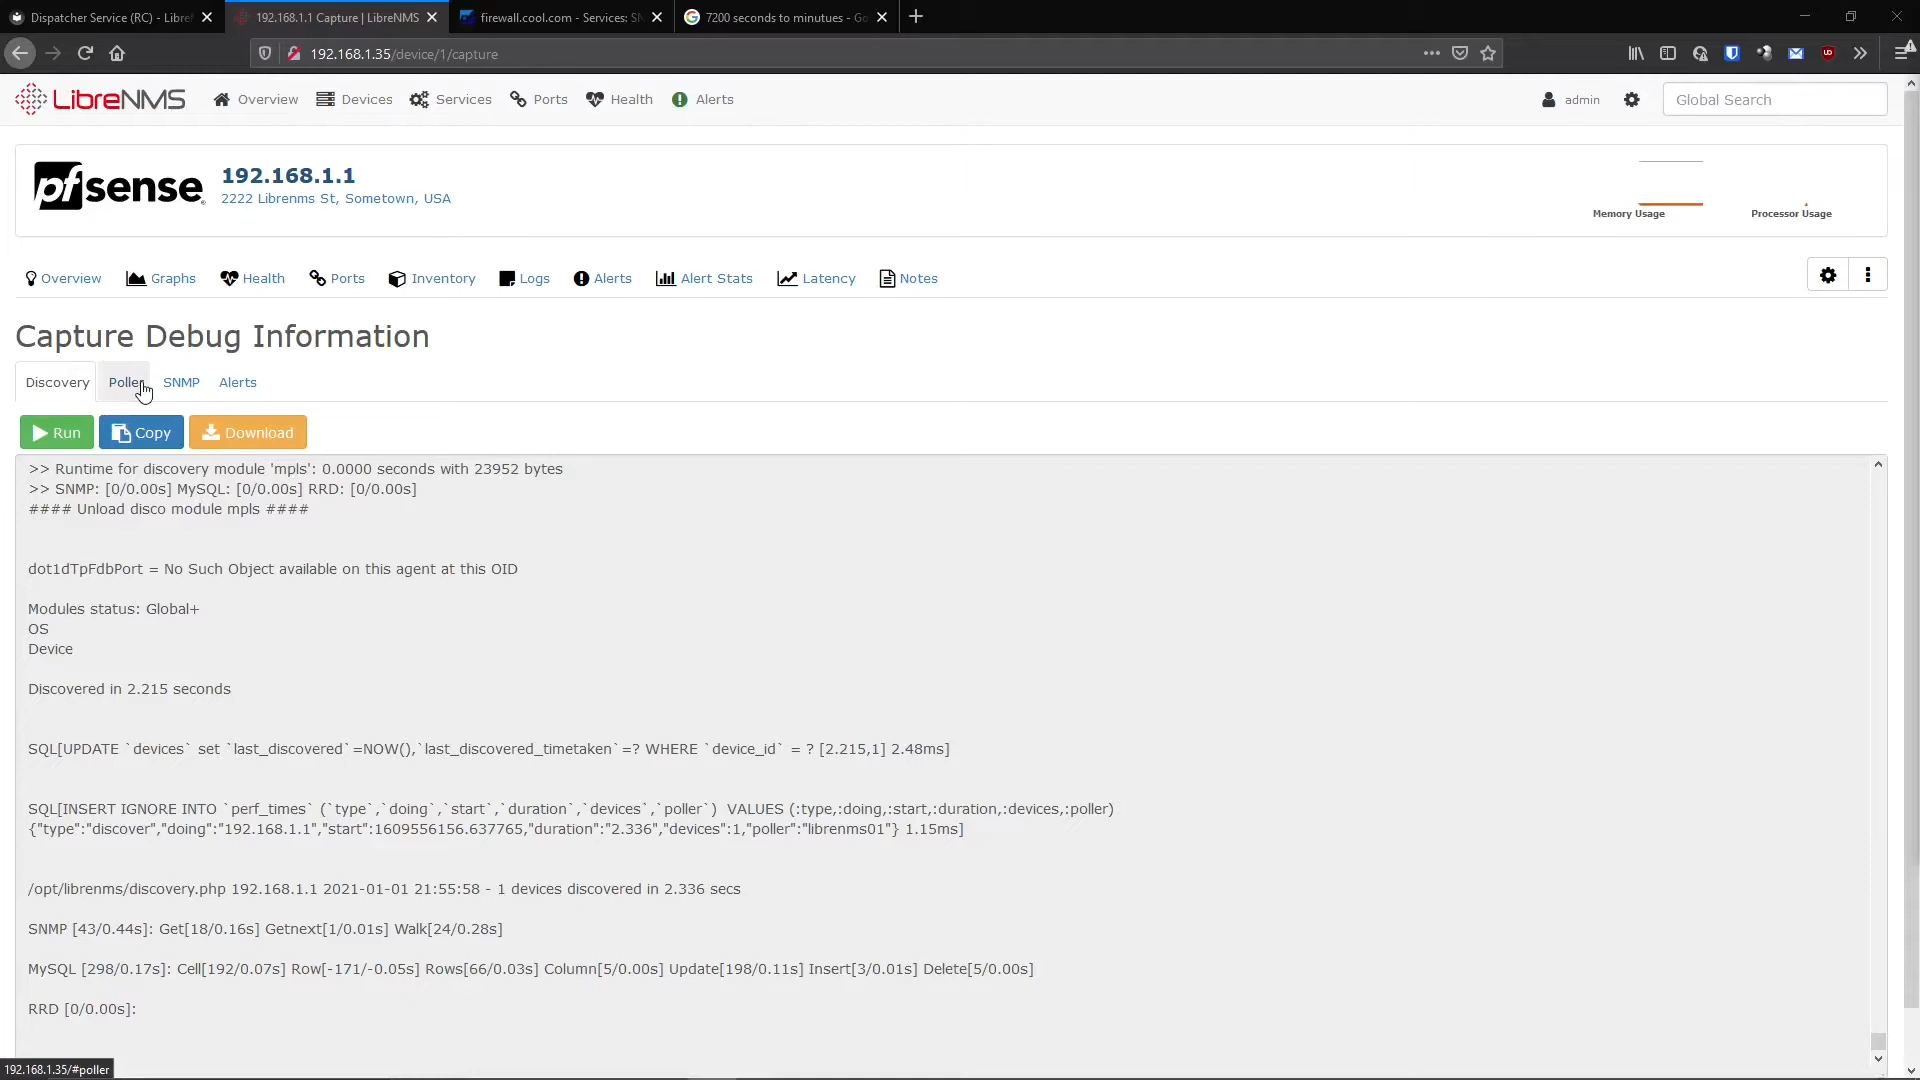 Dispatcher Service (RC) - Libre
192.168.1.1 Capture | LibreNMS
firewall.cool.com - Services: SN
7200 seconds to minutues - Go
192.168.1.35/device/1/capture
LibreNMS
Overview
Devices
Services
Ports
Health
Alerts
admin
Global Search
pfsense
192.168.1.1
2222 Librenms St, Sometown, USA
Memory Usage
Processor Usage
Overview
Graphs
Health
Ports
Inventory
Logs
Alerts
Alert Stats
Latency
Notes
Capture Debug Information
Discovery
Poller
SNMP
Alerts
Run
Copy
Download
>> Runtime for discovery module 'mpls': 0.0000 seconds with 23952 bytes
>> SNMP: [0/0.00s] MySQL: [0/0.00s] RRD: [0/0.00s]
#### Unload disco module mpls ####
dot1dTpFdbPort = No Such Object available on this agent at this OID
Modules status: Global+
OS
Device
Discovered in 2.215 seconds
SQL[UPDATE `devices` set `last_discovered`=NOW(),`last_discovered_timetaken`=? WHERE `device_id` = ? [2.215,1] 2.48ms]
SQL[INSERT IGNORE INTO `perf_times` (`type`,`doing`,`start`,`duration`,`devices`,`poller`)  VALUES (:type,:doing,:start,:duration,:devices,:poller)
{"type":"discover","doing":"192.168.1.1","start":1609556156.637765,"duration":"2.336","devices":1,"poller":"librenms01"} 1.15ms]
/opt/librenms/discovery.php 192.168.1.1 2021-01-01 21:55:58 - 1 devices discovered in 2.336 secs
SNMP [43/0.44s]: Get[18/0.16s] Getnext[1/0.01s] Walk[24/0.28s]
MySQL [298/0.17s]: Cell[192/0.07s] Row[-171/-0.05s] Rows[66/0.03s] Column[5/0.00s] Update[198/0.11s] Insert[3/0.01s] Delete[5/0.00s]
RRD [0/0.00s]:
192.168.1.35/#poller